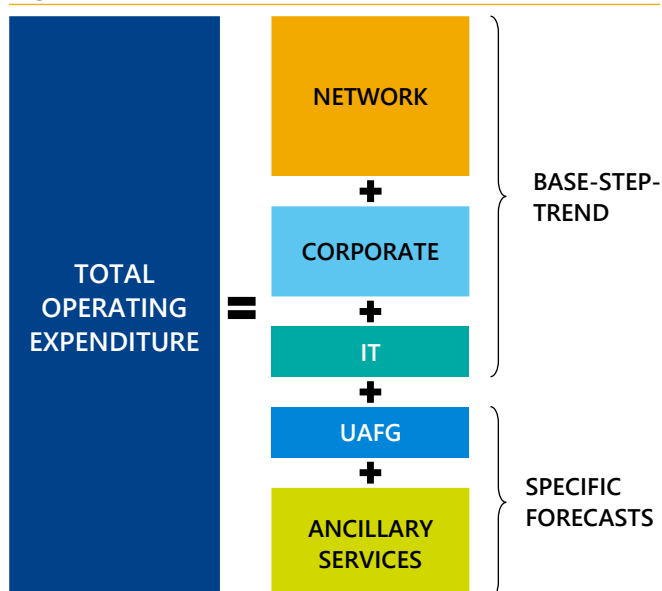 TOTAL
OPERATING
EXPENDITURE
=
NETWORK
+
CORPORATE
+
IT
+
UAFG
+
ANCILLARY
SERVICES
BASE-STEP-
TREND
SPECIFIC
FORECASTS